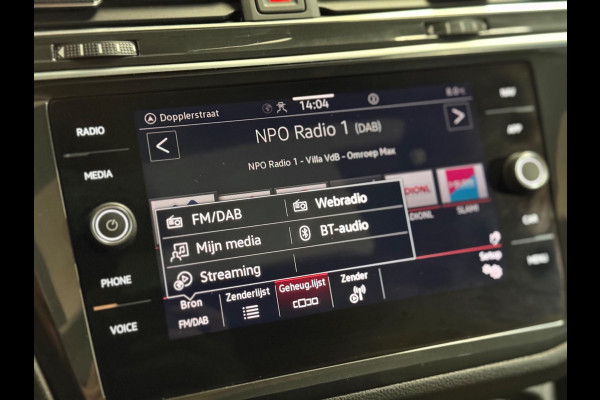 Dopplerstraat
14:04
NPO Radio 1 (DAB)
NPO Radio 1 - Villa VdB - Omroep Max
RADIO
MEDIA
PHONE
VOICE
NAV
APP
CAR
MENU
FM/DAB
Webradio
Mijn media
BT-audio
Streaming
SLAM!
Bron
FM/DAB
Zenderlijst
Geheug.lijst
Zender
Setup